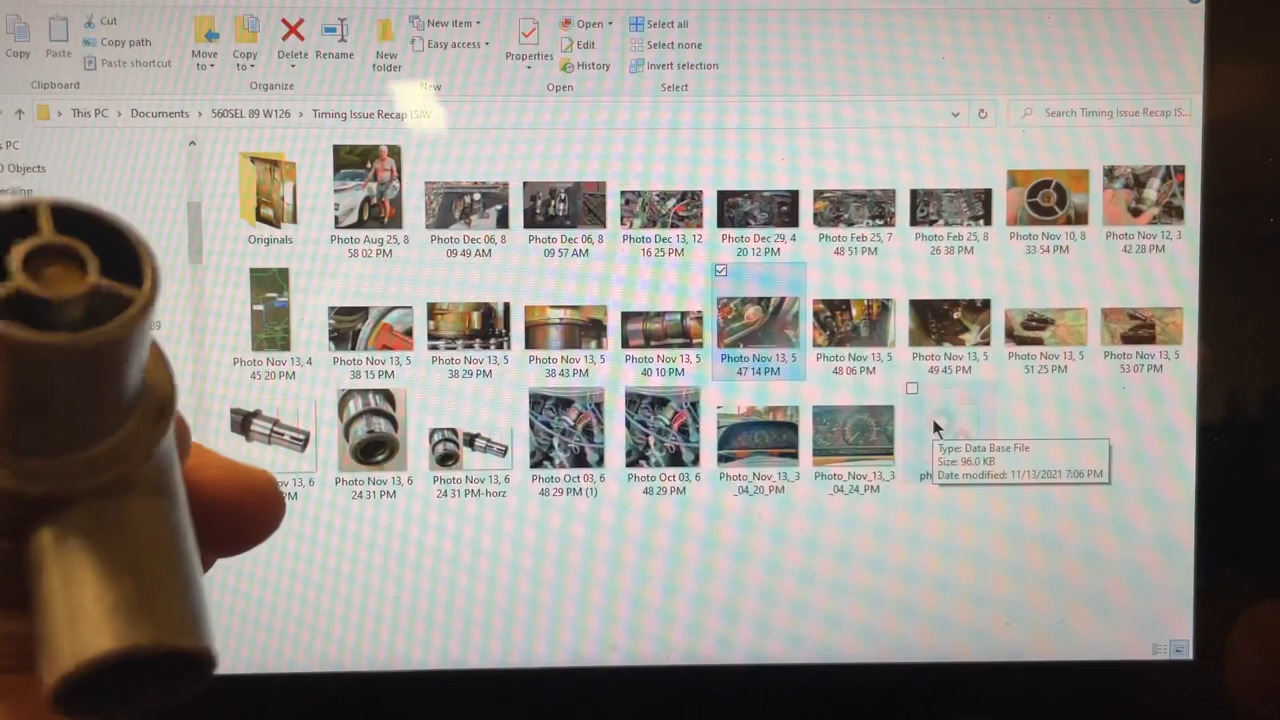 Cut
Copy path
Paste shortcut
Copy
Paste
Clipboard
Move to
Copy to
Delete
Rename
Organize
New folder
New item
Easy access
New
Properties
Open
Edit
History
Open
Select all
Select none
Invert selection
Select
This PC > Documents > 560SEL 89 W126 > Timing Issue Recap
Search Timing Issue Recap IS...
PC
Objects
Originals
Photo Aug 25, 8
58 02 PM
Photo Dec 06, 8
09 49 AM
Photo Dec 06, 8
09 57 AM
Photo Dec 13, 12
16 25 PM
Photo Dec 29, 4
20 12 PM
Photo Feb 25, 7
48 51 PM
Photo Feb 25, 8
26 38 PM
Photo Nov 10, 8
33 54 PM
Photo Nov 12, 3
42 28 PM
89
Photo Nov 13, 4
45 20 PM
Photo Nov 13, 5
38 15 PM
Photo Nov 13, 5
38 29 PM
Photo Nov 13, 5
38 43 PM
Photo Nov 13, 5
40 10 PM
Photo Nov 13, 5
47 14 PM
Photo Nov 13, 5
48 06 PM
Photo Nov 13, 5
49 45 PM
Photo Nov 13, 5
51 25 PM
Photo Nov 13, 5
53 07 PM
ov 13, 6
PM
Photo Nov 13, 6
24 31 PM
Photo Nov 13, 6
24 31 PM-horz
Photo Oct 03, 6
48 29 PM (1)
Photo Oct 03, 6
48 29 PM
Photo_Nov_13,_3
_04_20_PM
Photo_Nov_13,_3
_04_24_PM
ph
Type: Data Base File
Size: 96.0 KB
Date modified: 11/13/2021 7:06 PM